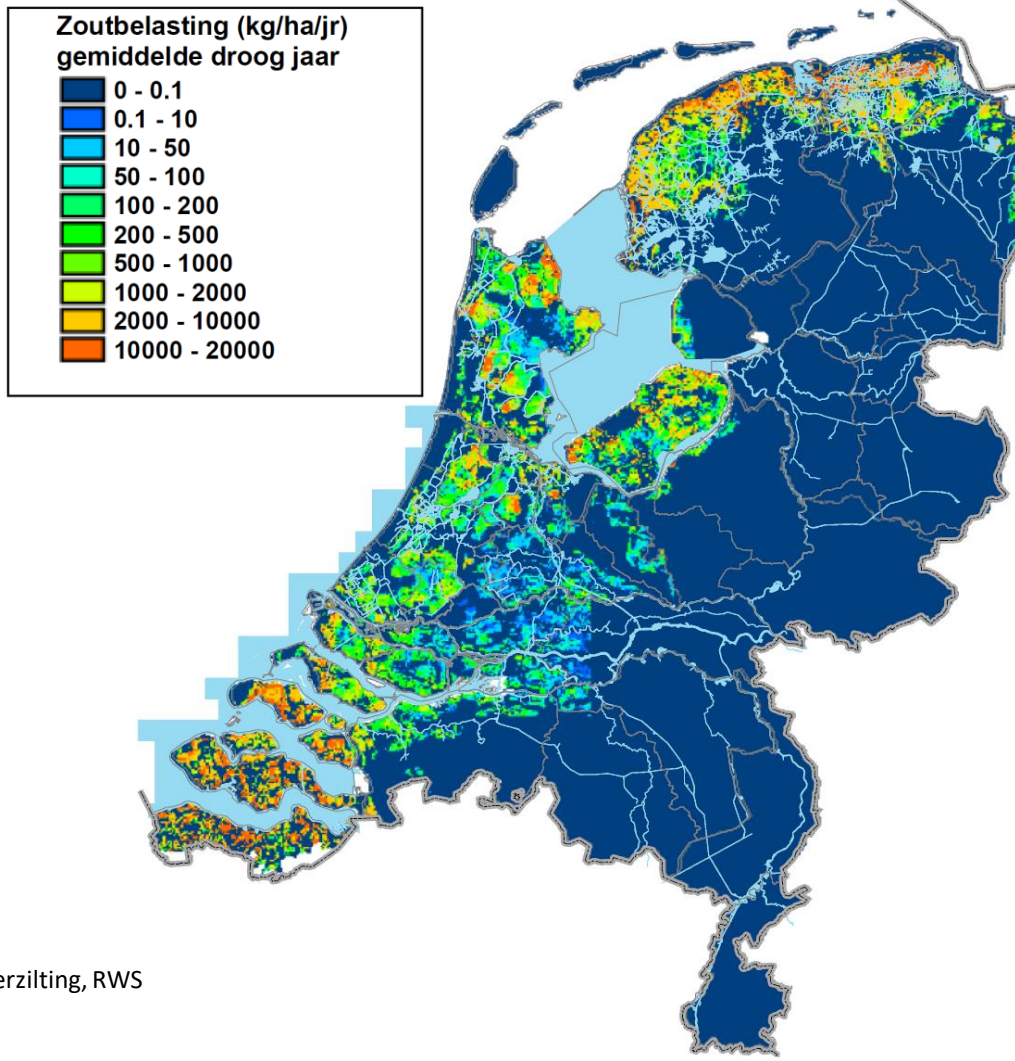 Zoutbelasting (kg/ha/jr)
gemiddelde droog jaar
0 - 0.1
0.1 - 10
10 - 50
50 - 100
100 - 200
200 - 500
500 - 1000
1000 - 2000
2000 - 10000
10000 - 20000
erzilting, RWS